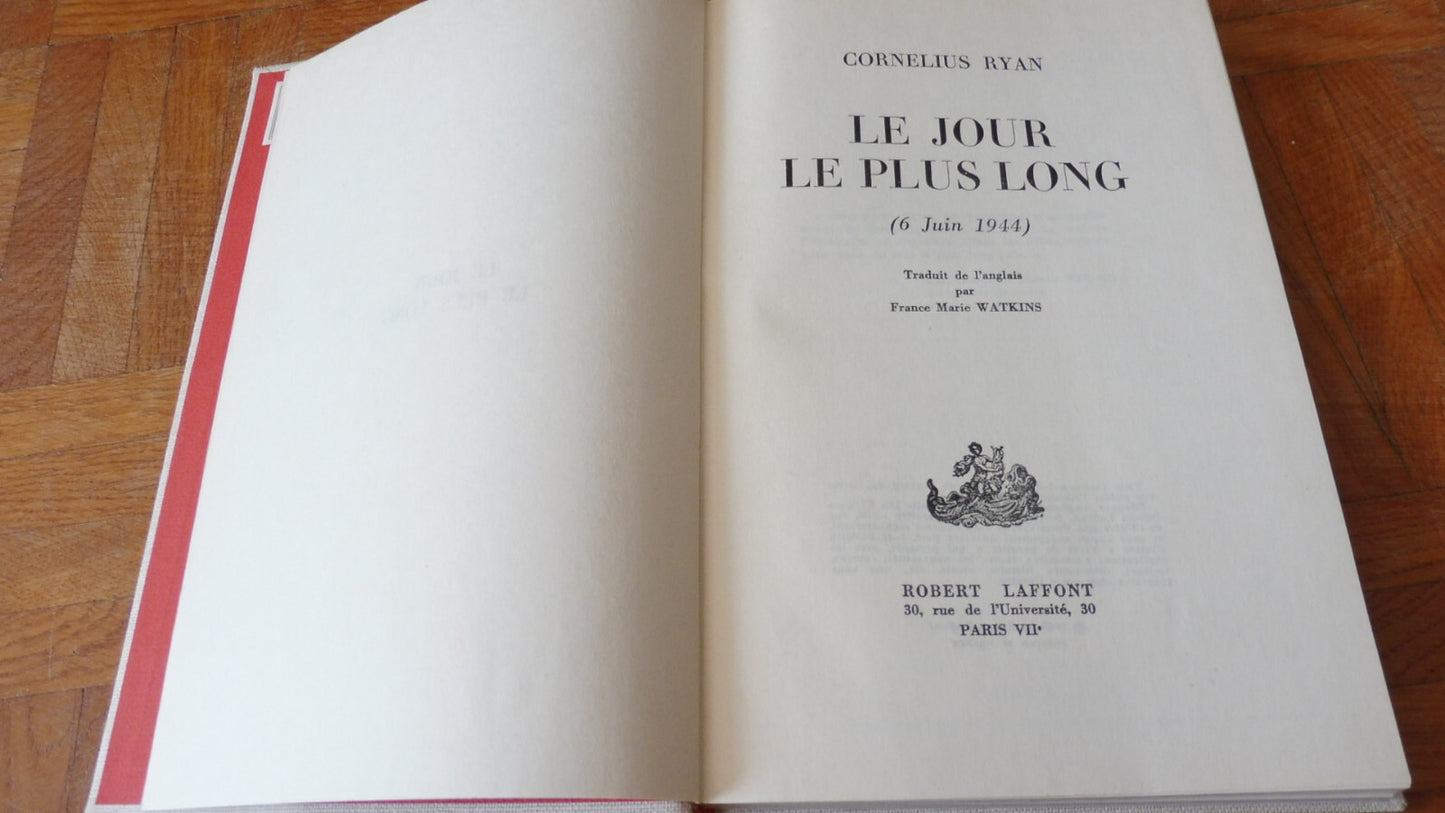 CORNELIUS RYAN
LE JOUR
LE PLUS LONG
(6 Juin 1944)
Traduit de l'anglais
par
France Marie WATKINS
ROBERT LAFFONT
30, rue de l'Université, 30
PARIS VIIe